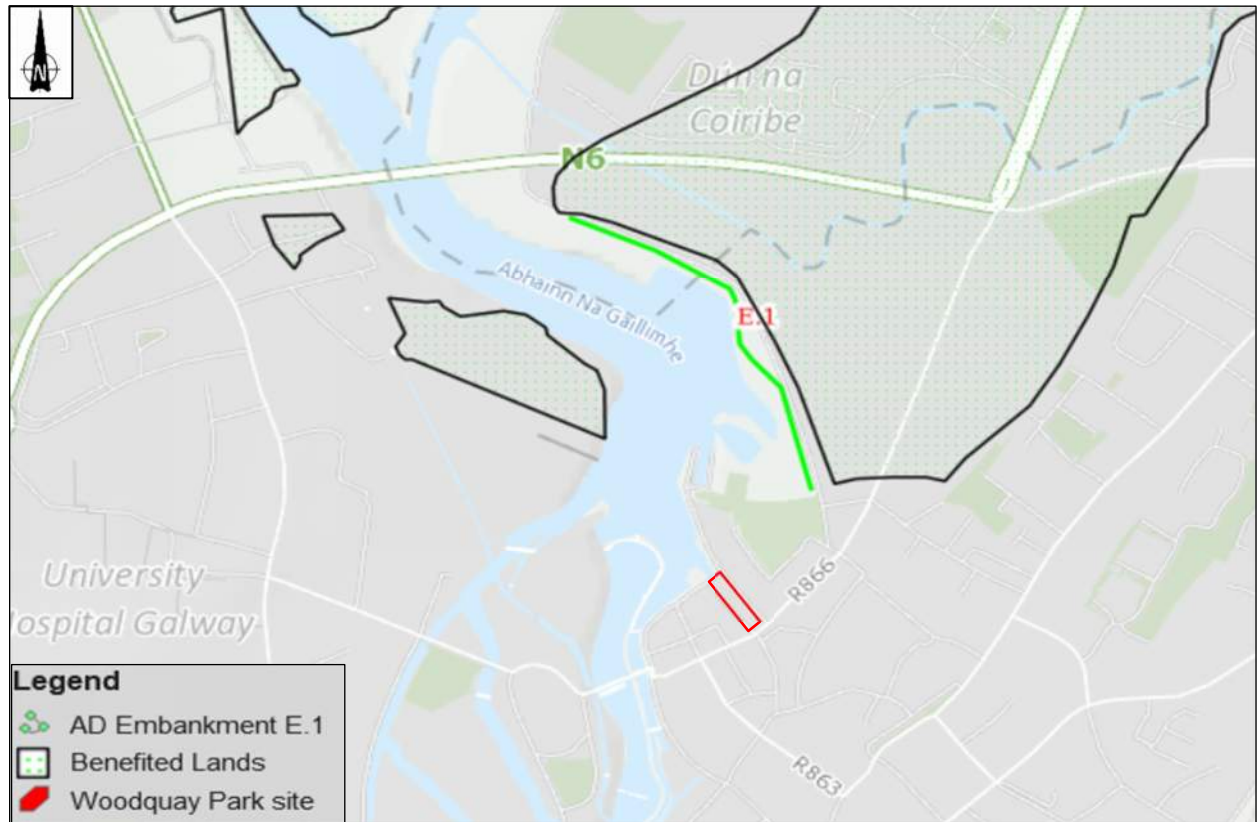 N
Dún na
Coiribe
N6
Abhainn Na Gaillimhe
E.1
University
Hospital Galway
R866
R863
Legend
AD Embankment E.1
Benefited Lands
Woodquay Park site